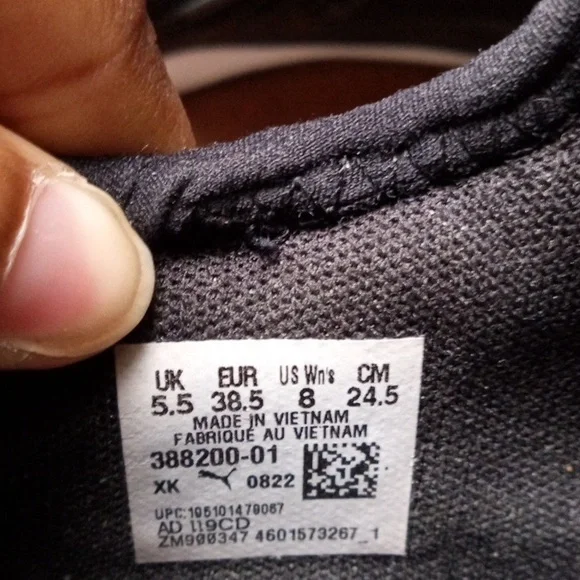 UK EUR US Wn's CM
5.5 38.5 8 24.5
MADE IN VIETNAM
FABRIQUÉ AU VIETNAM
388200-01
XK 0822
UPC:195101479067
AD 119CD
ZM900347 4601573267_1